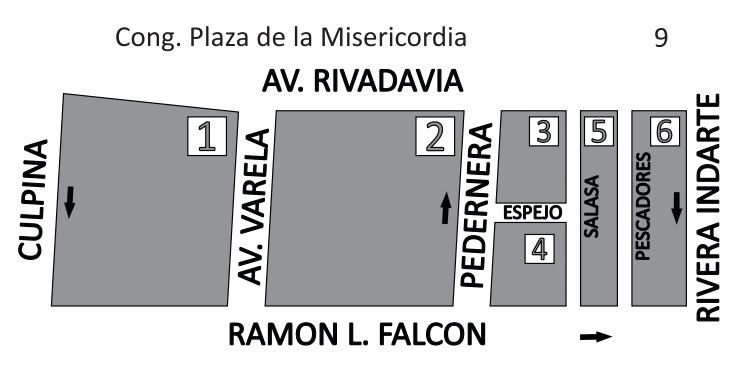 Cong. Plaza de la Misericordia 9
AV. RIVADAVIA
CULPINA
1
AV. VARELA
2
PEDERNERA
3
ESPEJO
4
5
SALASA
6
PESCADORES
RIVERA INDARTE
RAMON L. FALCON